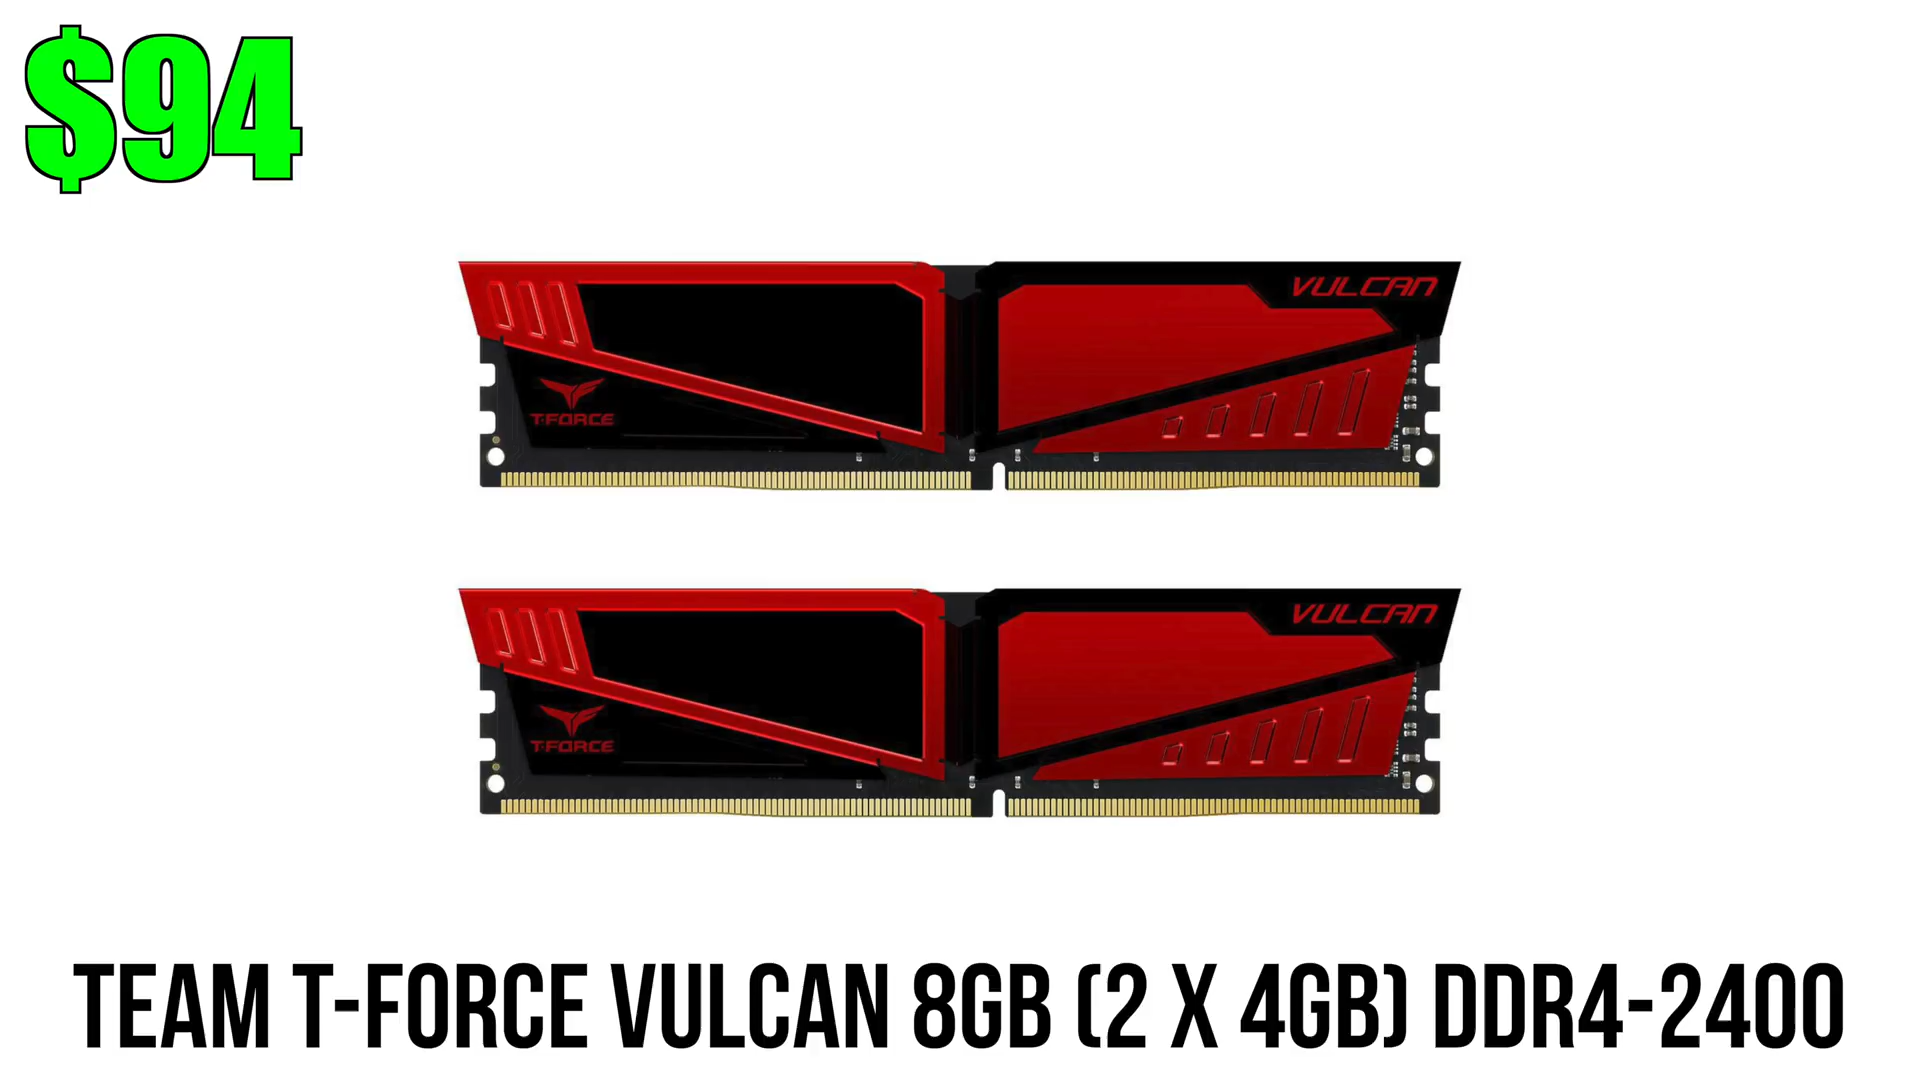 $94
VULCAN
T-FORCE
VULCAN
T-FORCE
TEAM T-FORCE VULCAN 8GB (2 X 4GB) DDR4-2400